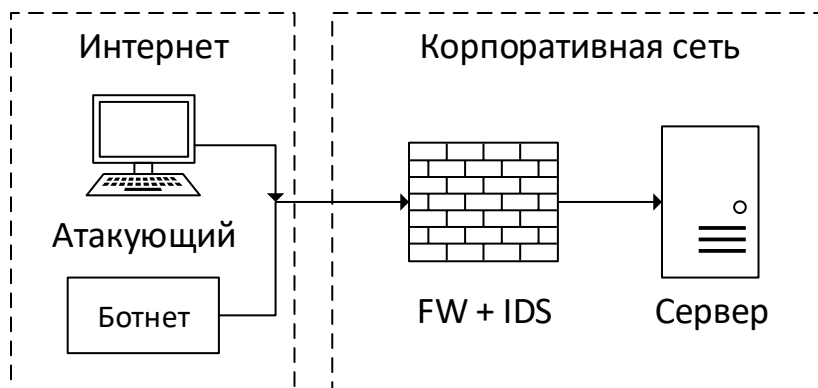 Интернет
Корпоративная сеть
Атакующий
Ботнет
FW + IDS
Сервер